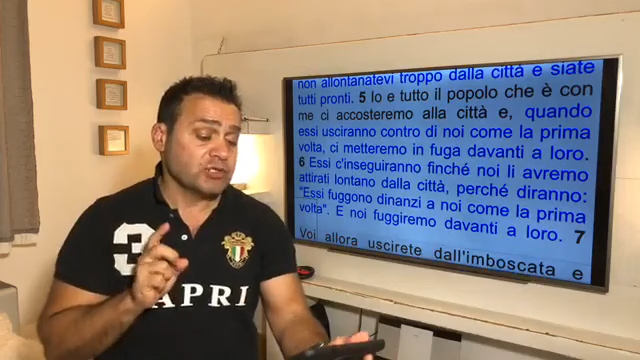 non allontanatevi troppo dalla città e siate
tutti pronti. 5 Io e tutto il popolo che è con
me ci accosteremo alla città e, quando
essi usciranno contro di noi come la prima
volta, ci metteremo in fuga davanti a loro.
6 Essi c'inseguiranno finché noi li avremo
attirati lontano dalla città, perché diranno:
"Essi fuggono dinanzi a noi come la prima
volta". E noi fuggiremo davanti a loro. 7
Voi allora uscirete dall'imboscata e
3
CAPRI